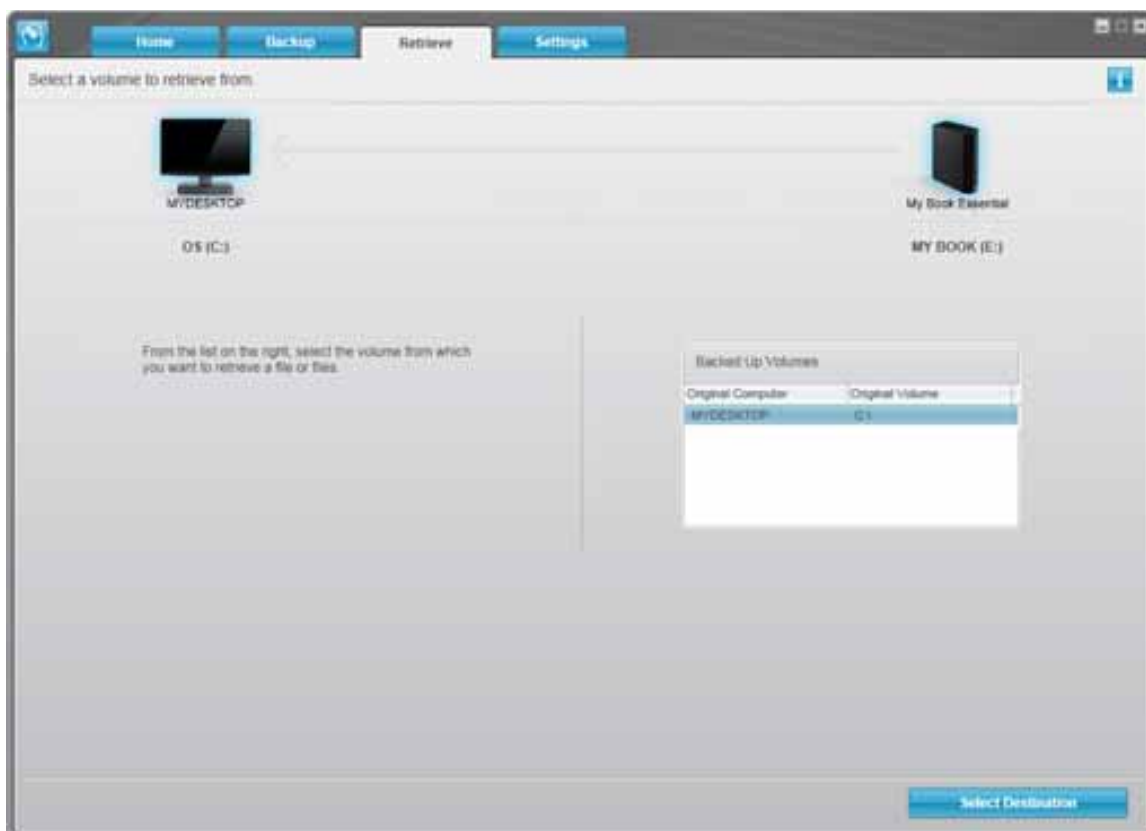 Home Backup Retrieve Settings
Select a volume to retrieve from
MYDESKTOP My Book Essential
OS (C:) MY BOOK (E:)
From the list on the right, select the volume from which
you want to retrieve a file or files.
Backed Up Volumes
Original Computer Original Volume
MYDESKTOP C:\
Select Destination